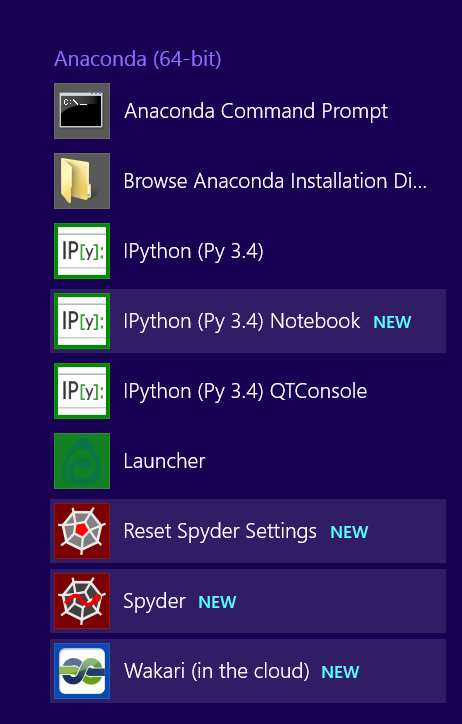 Anaconda (64-bit)
C:\_
Anaconda Command Prompt
Browse Anaconda Installation Di...
IP[y]:
IPython (Py 3.4)
IP[y]:
IPython (Py 3.4) Notebook NEW
IP[y]:
IPython (Py 3.4) QTConsole
Launcher
Reset Spyder Settings NEW
Spyder NEW
Wakari (in the cloud) NEW